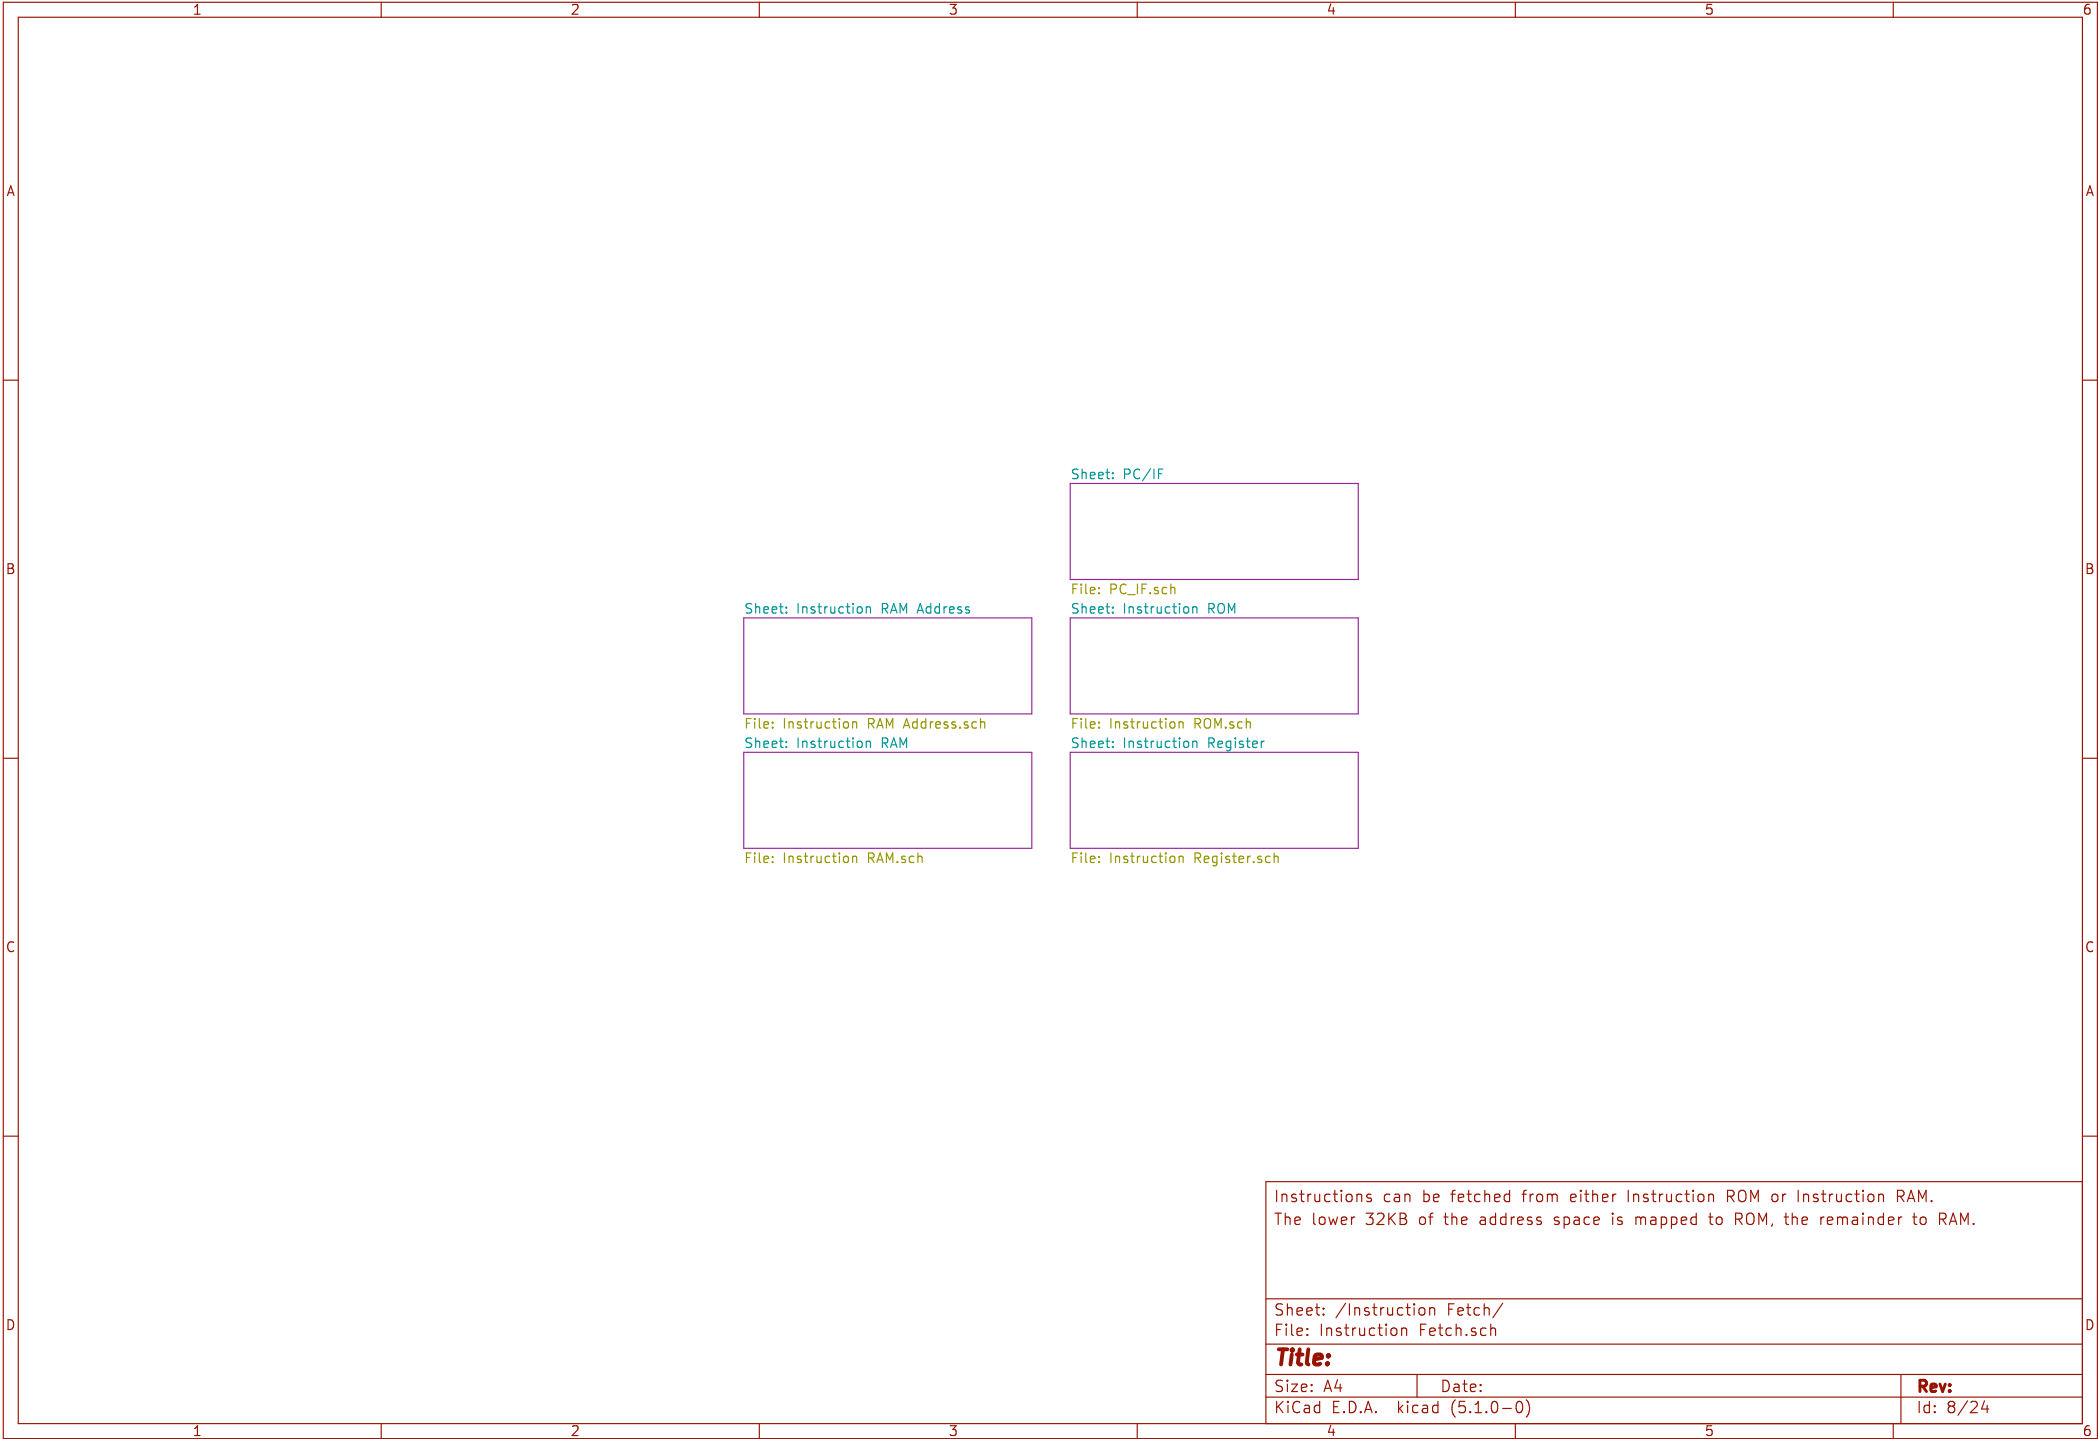 1 2 3 4 5 6
A A
Sheet: PC/IF
File: PC_IF.sch
B B
Sheet: Instruction RAM Address
Sheet: Instruction ROM
File: Instruction RAM Address.sch
File: Instruction ROM.sch
Sheet: Instruction RAM
Sheet: Instruction Register
File: Instruction RAM.sch
File: Instruction Register.sch
C C
Instructions can be fetched from either Instruction ROM or Instruction RAM.
The lower 32KB of the address space is mapped to ROM, the remainder to RAM.
Sheet: /Instruction Fetch/
File: Instruction Fetch.sch
D D
Title:
Size: A4 Date: Rev:
KiCad E.D.A. kicad (5.1.0-0) Id: 8/24
1 2 3 4 5 6